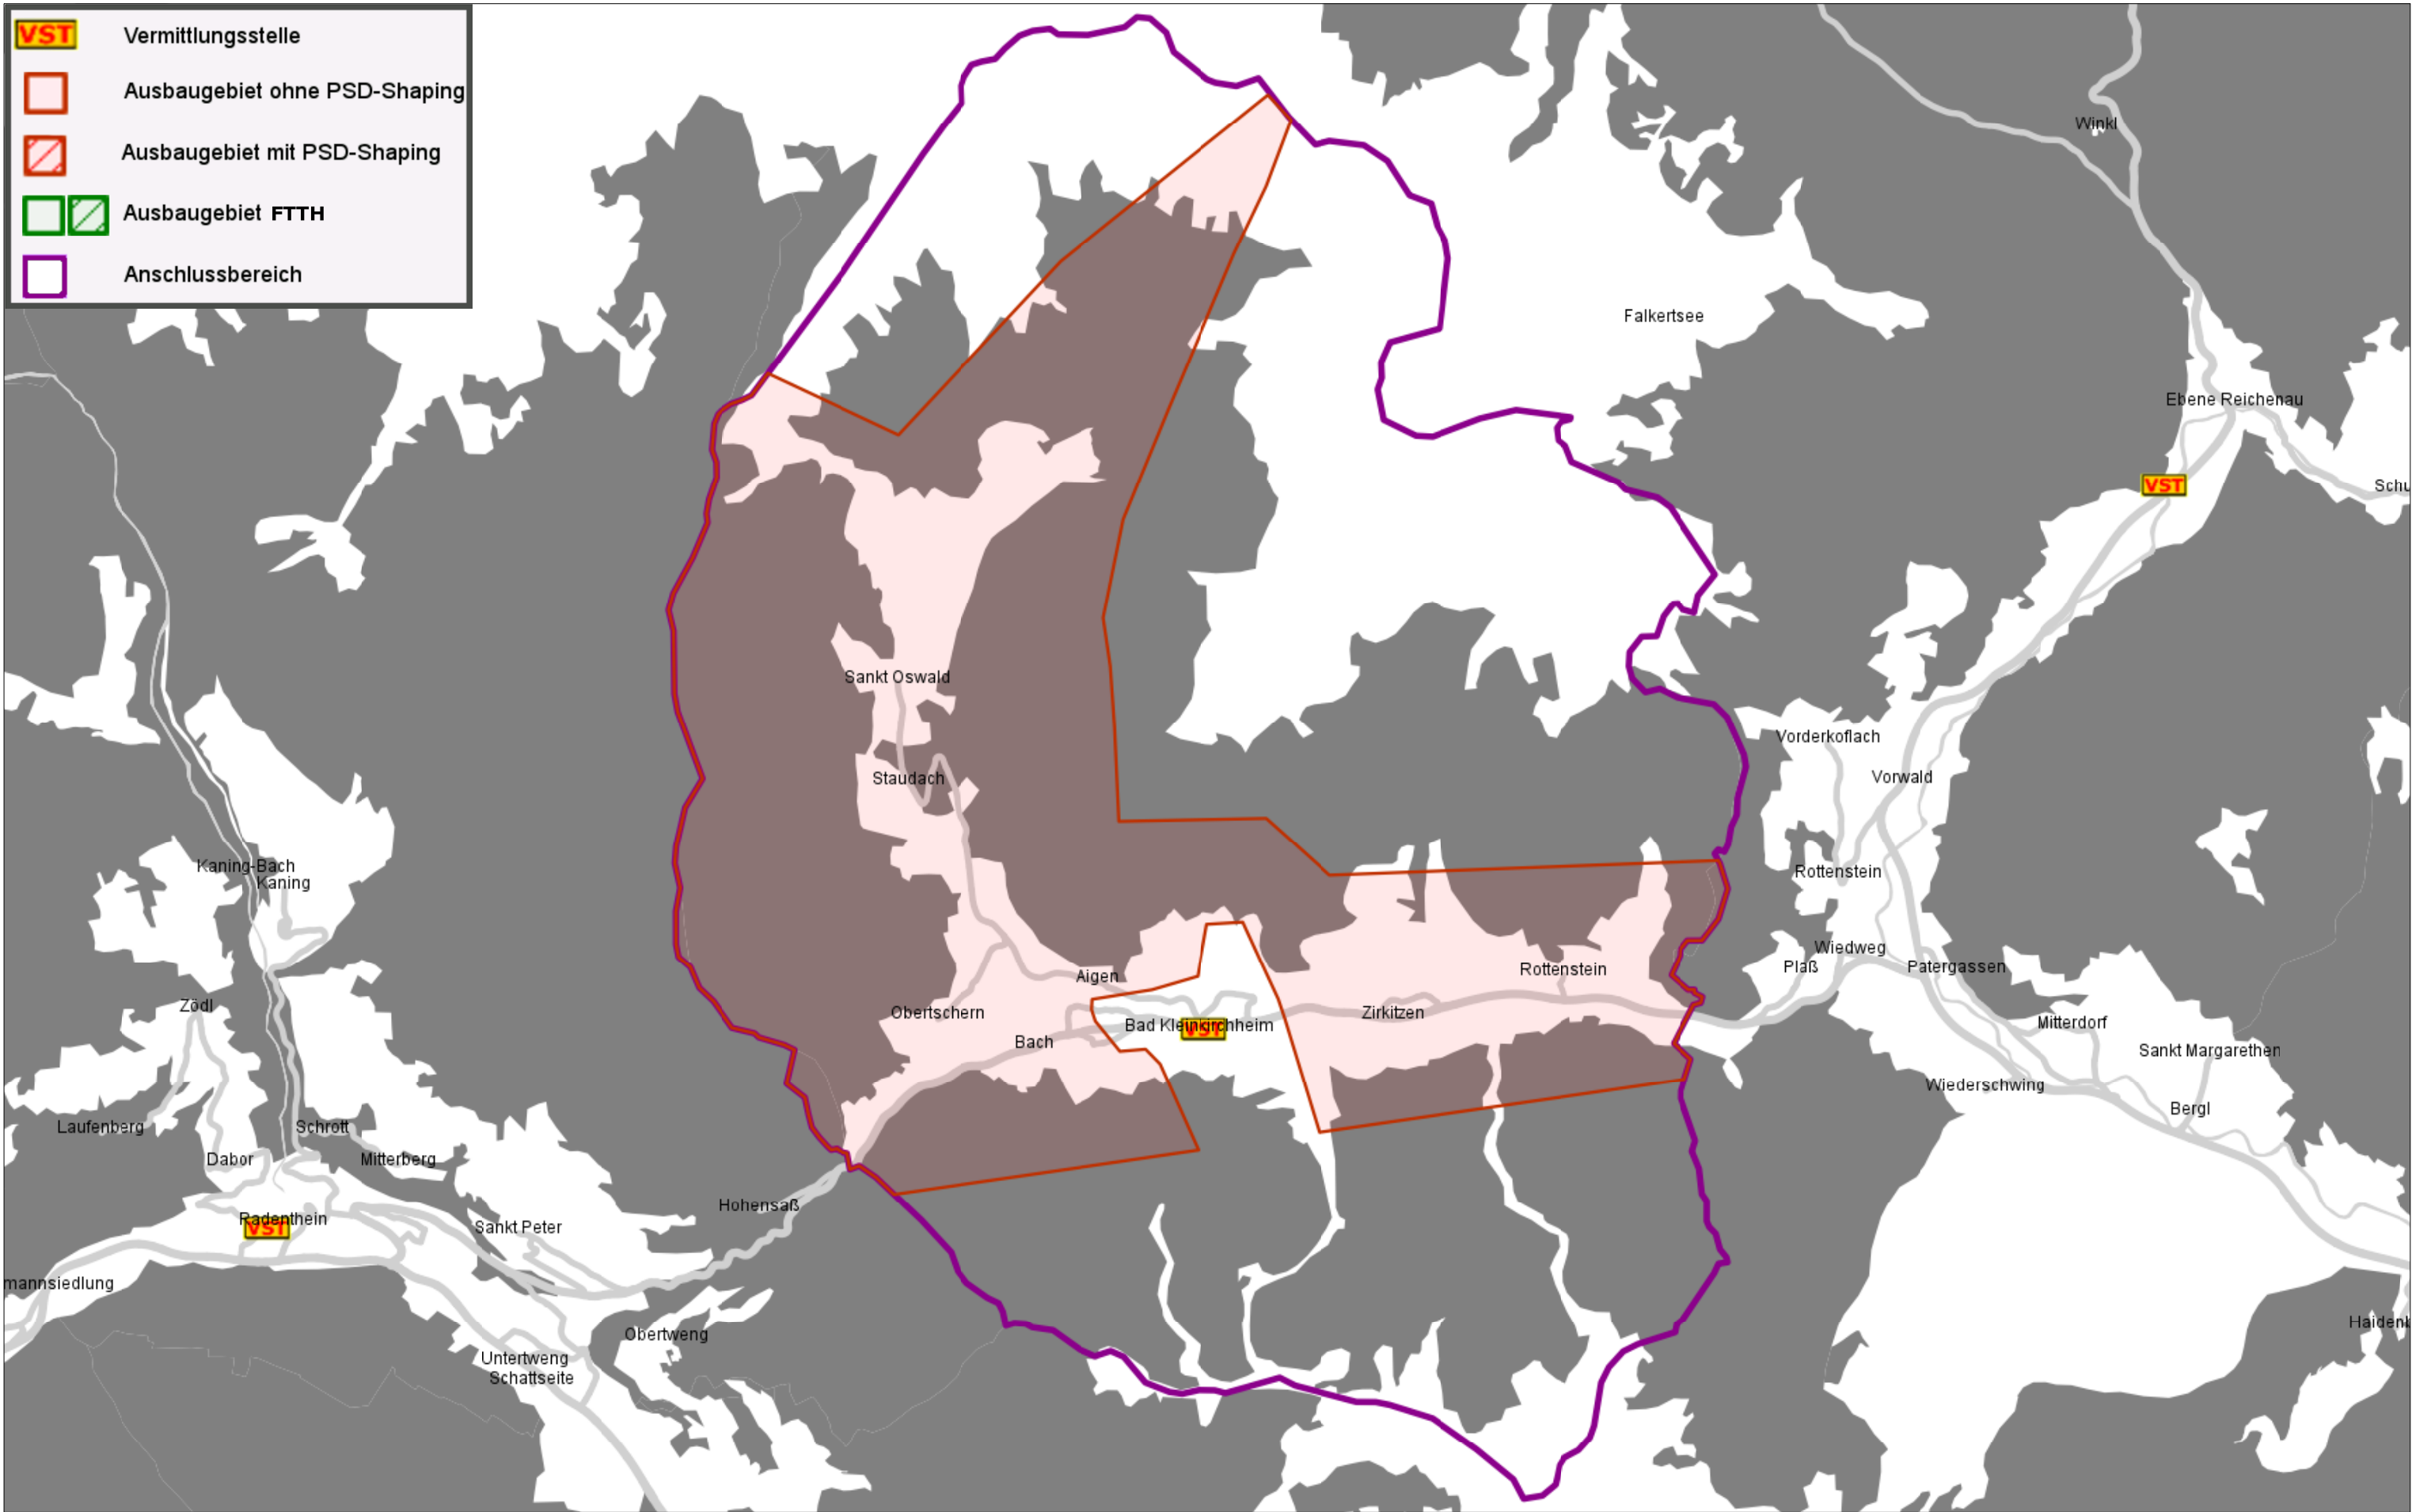 VST Vermittlungsstelle
Ausbaugebiet ohne PSD-Shaping
Ausbaugebiet mit PSD-Shaping
Ausbaugebiet FTTH
Anschlussbereich
Winkl
Falkertsee
Ebene Reichenau
VST
Schu
Sankt Oswald
Vorderkoflach
Staudach
Vorwald
Kaning-Bach
Kaning
Rottenstein
Wiedweg
Plaß
Patergassen
Rottenstein
Aigen
Zödl
Obertschern
Zirkitzen
Bad Kleinkirchheim
VST
Mitterdorf
Bach
Sankt Margarethen
Wiederschwing
Bergl
Laufenberg
Schrott
Dabor
Mitterberg
Hohensaß
Radenthein
VST
Sankt Peter
mannsiedlung
Haidenl
Obertweng
Untertweng
Schattseite